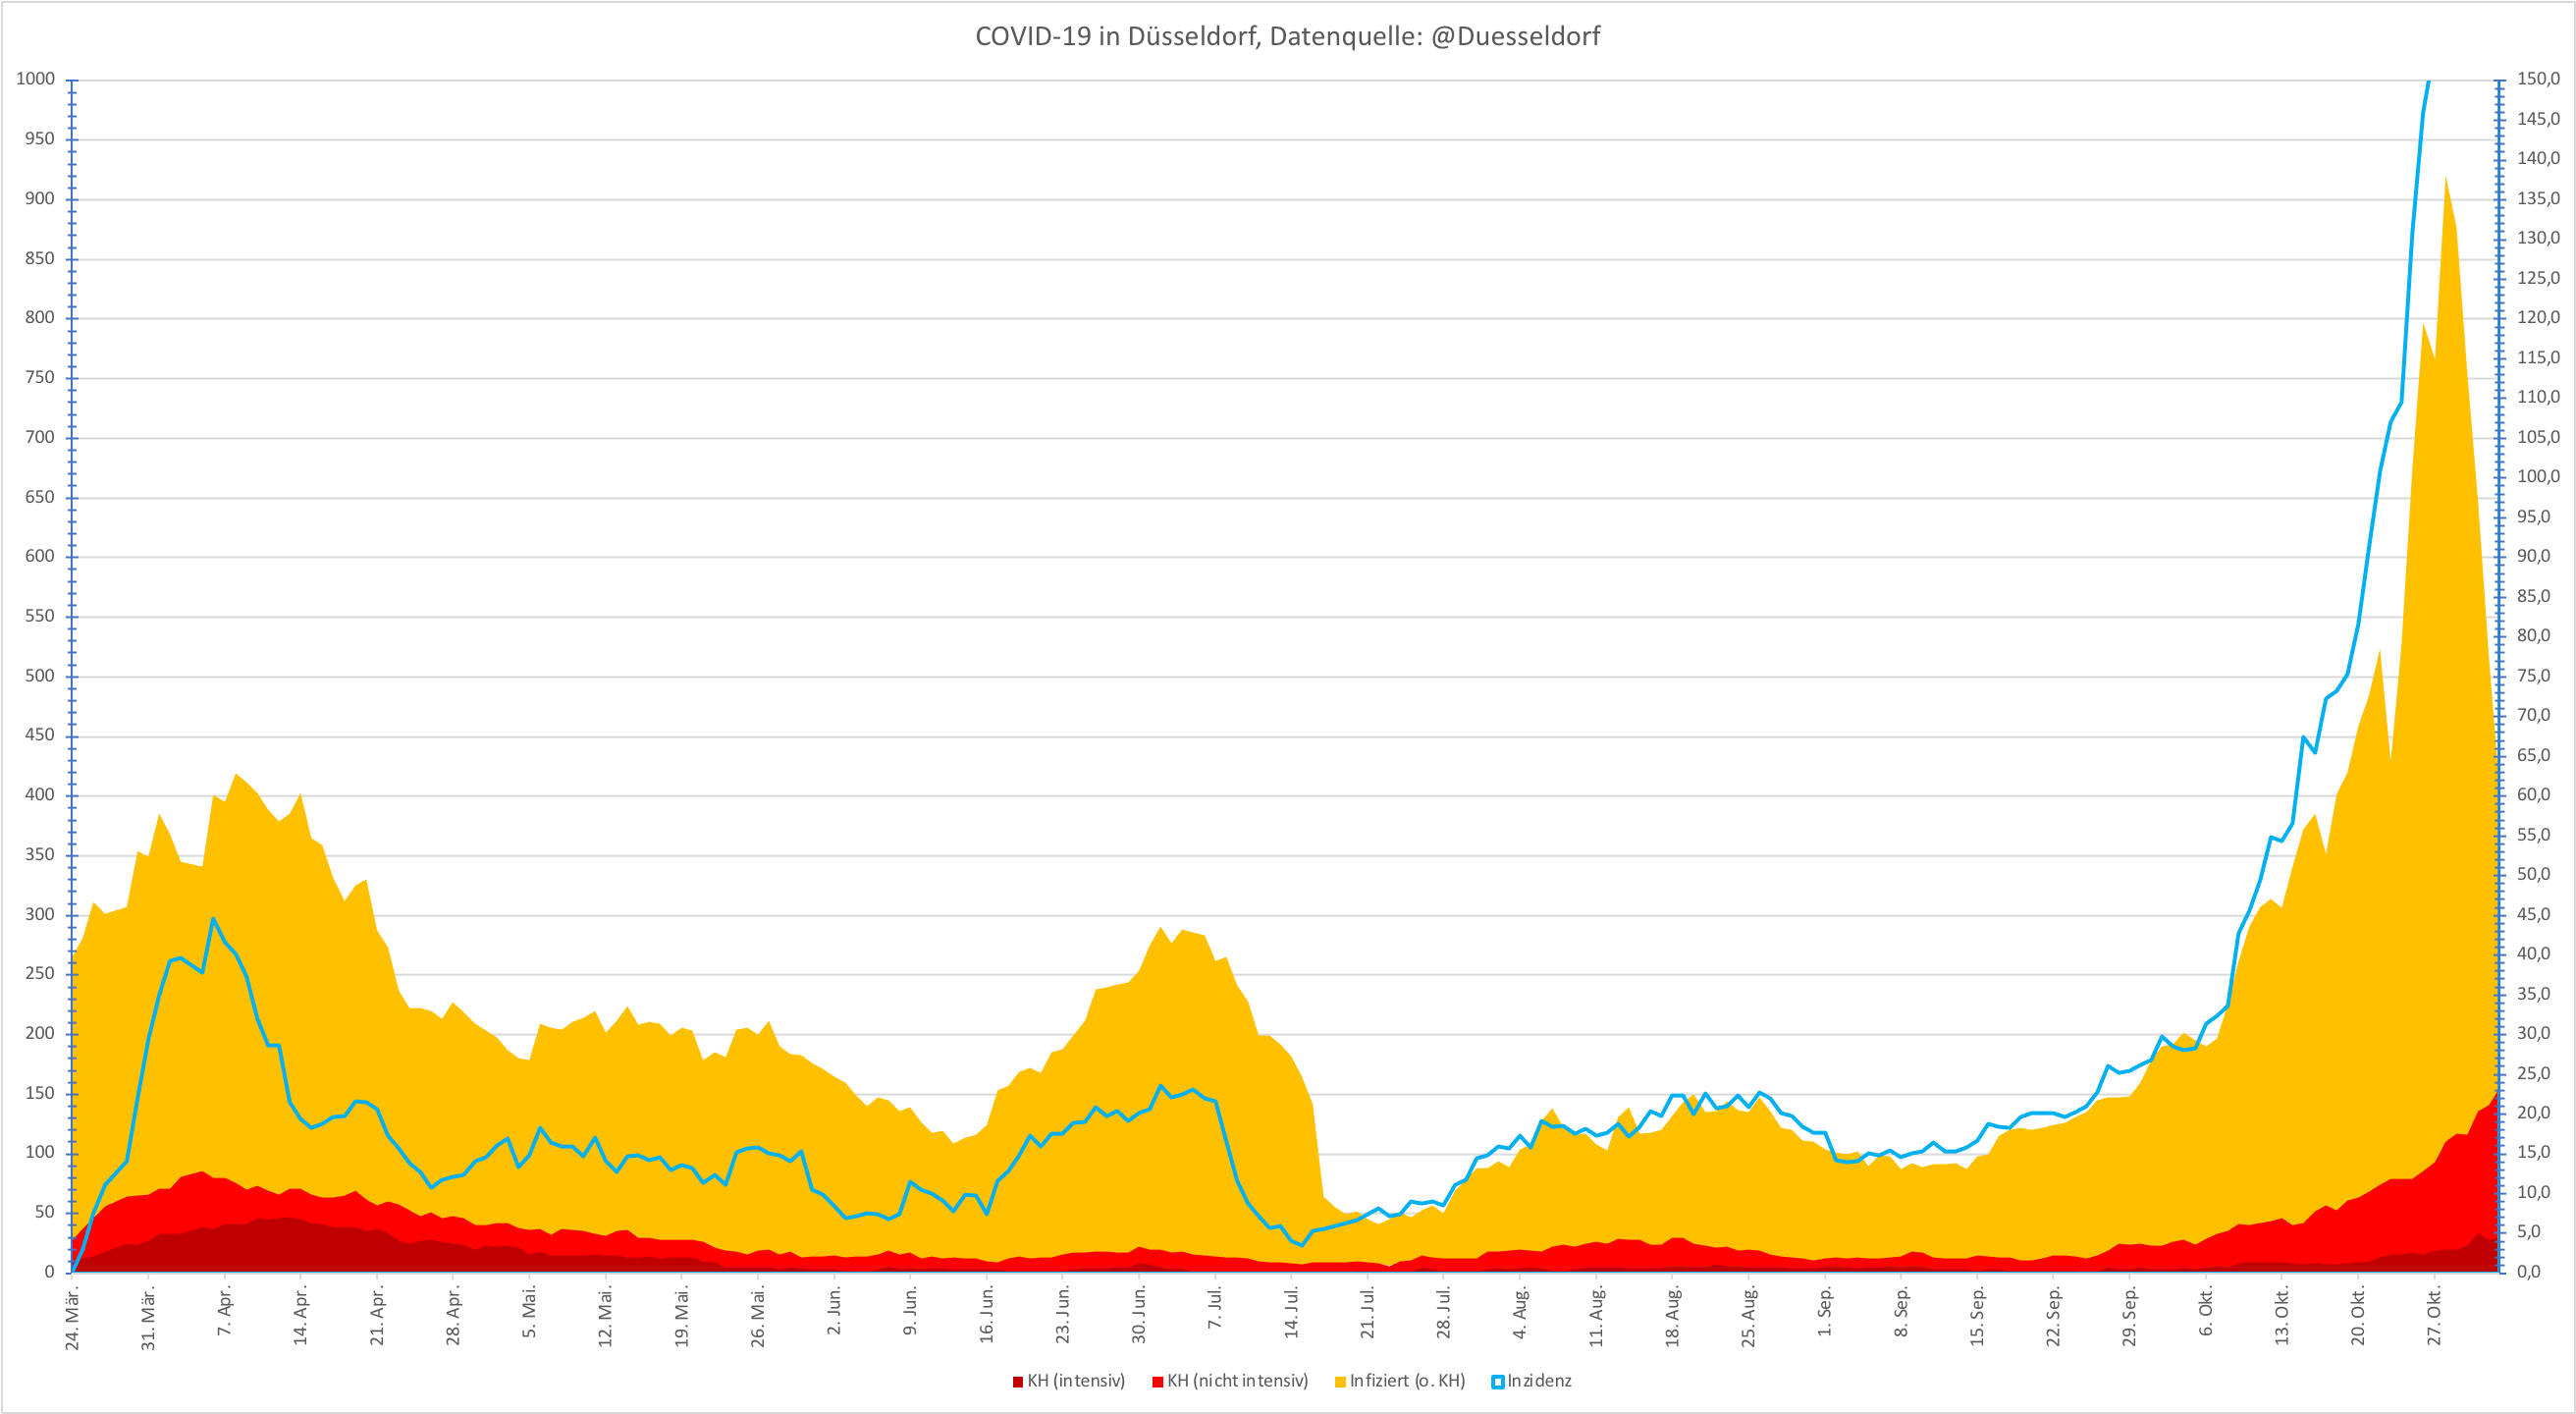 COVID-19 in Düsseldorf, Datenquelle: @Duesseldorf
1000
950
900
850
800
750
700
650
600
550
500
450
400
350
300
250
200
150
100
50
0
150,0
145,0
140,0
135,0
130,0
125,0
120,0
115,0
110,0
105,0
100,0
95,0
90,0
85,0
80,0
75,0
70,0
65,0
60,0
55,0
50,0
45,0
40,0
35,0
30,0
25,0
20,0
15,0
10,0
5,0
0,0
24. Mär.
31. Mär.
7. Apr.
14. Apr.
21. Apr.
28. Apr.
5. Mai.
12. Mai.
19. Mai.
26. Mai.
2. Jun.
9. Jun.
16. Jun.
23. Jun.
30. Jun.
7. Jul.
14. Jul.
21. Jul.
28. Jul.
4. Aug.
11. Aug.
18. Aug.
25. Aug.
1. Sep.
8. Sep.
15. Sep.
22. Sep.
29. Sep.
6. Okt.
13. Okt.
20. Okt.
27. Okt.
KH (intensiv) KH (nicht intensiv) Infiziert (o. KH) Inzidenz